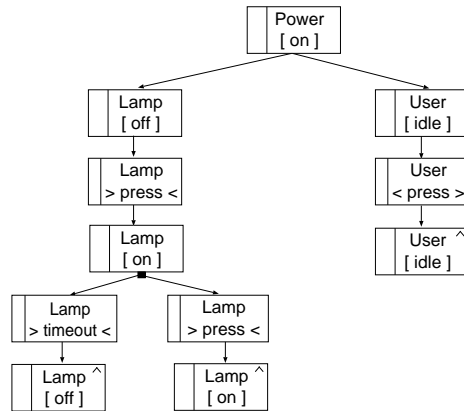 Power
[ on ]
Lamp
[ off ]
User
[ idle ]
Lamp
> press <
User
< press >
Lamp
[ on ]
User ^
[ idle ]
Lamp
> timeout <
Lamp
> press <
Lamp ^
[ off ]
Lamp ^
[ on ]